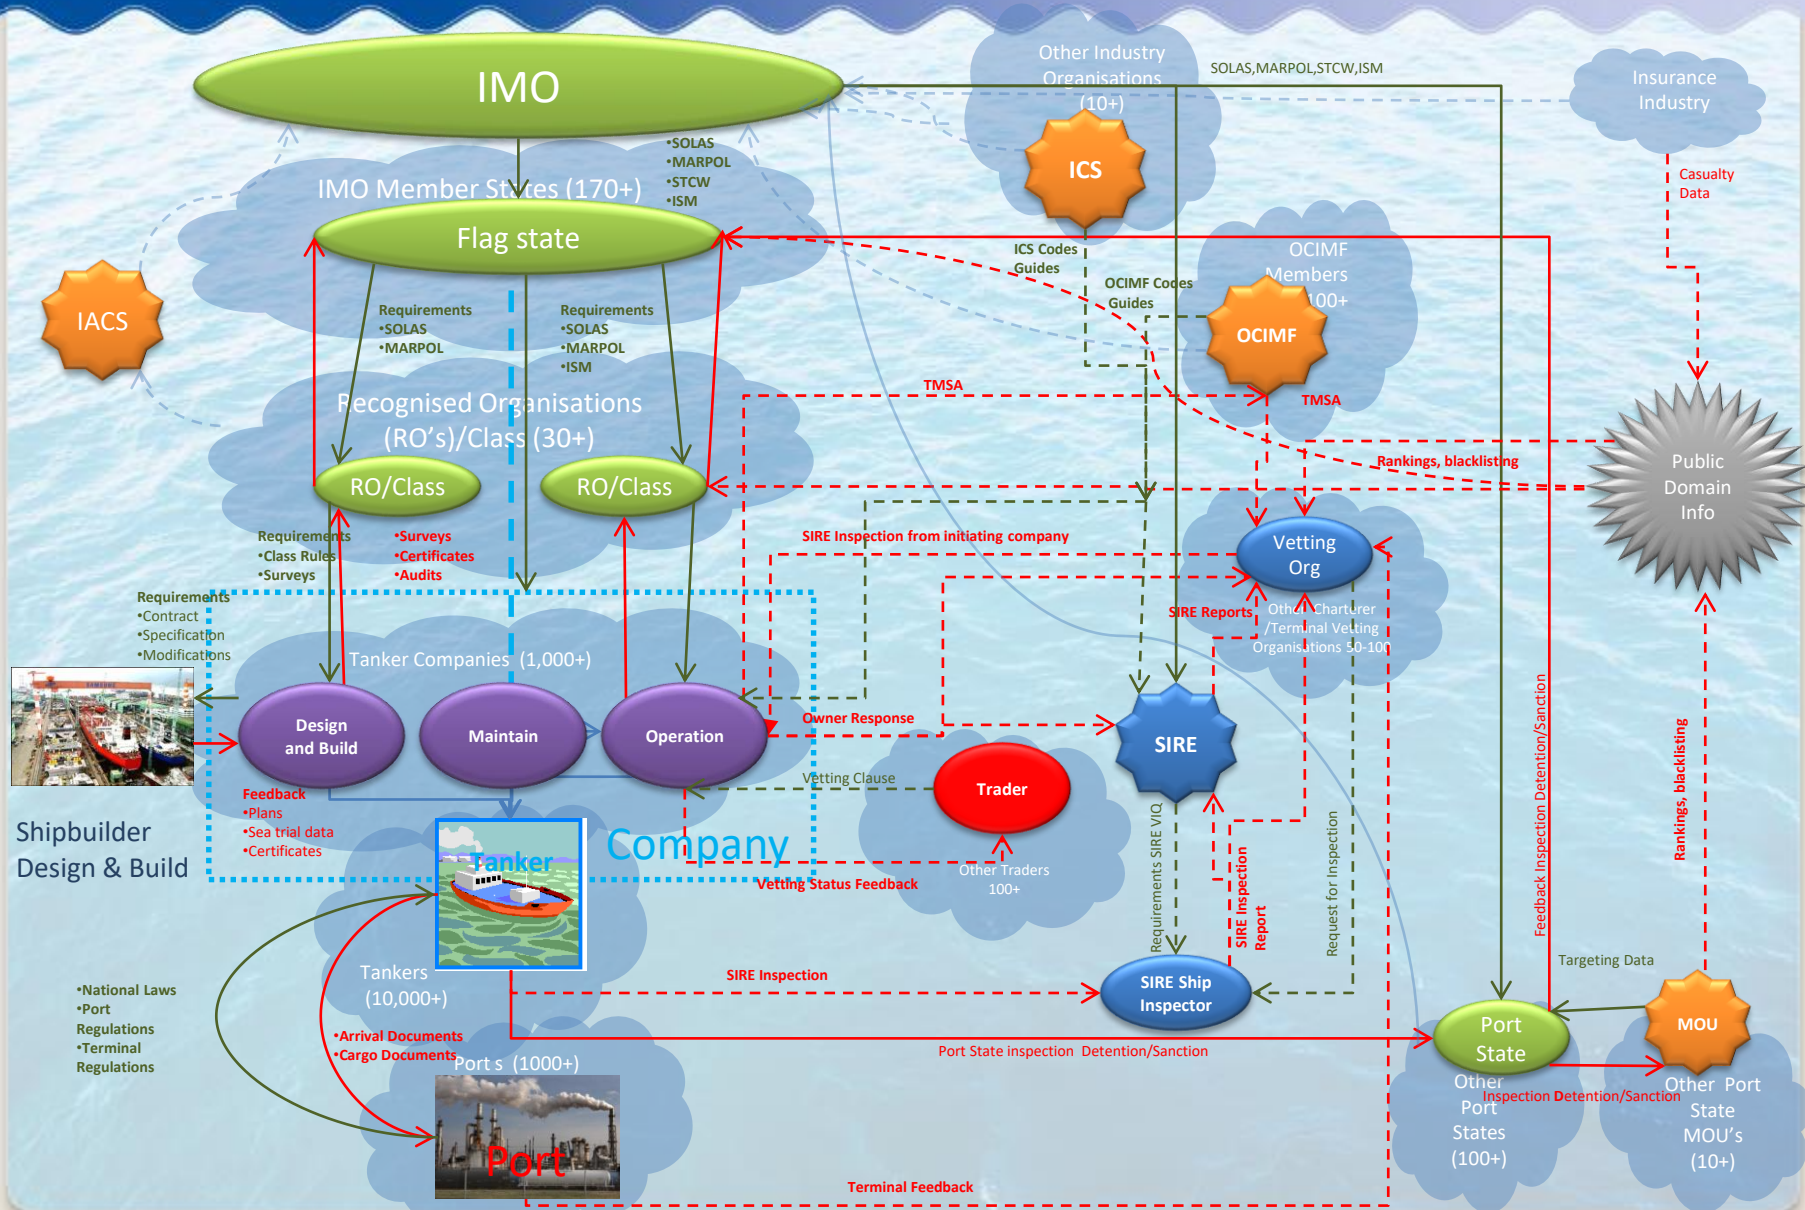 IMO
Other Industry
Organisations
(10+)
SOLAS,MARPOL,STCW,ISM
Insurance
Industry
•SOLAS
•MARPOL
•STCW
•ISM
ICS
Casualty
Data
IMO Member States (170+)
Flag state
ICS Codes
Guides
OCIMF
Members
100+
OCIMF Codes
Guides
IACS
Requirements
•SOLAS
•MARPOL
Requirements
•SOLAS
•MARPOL
•ISM
OCIMF
TMSA
TMSA
Recognised Organisations
(RO's)/Class (30+)
Rankings, blacklisting
Public
Domain
Info
RO/Class
RO/Class
Requirements
•Class Rules
•Surveys
•Surveys
•Certificates
•Audits
SIRE Inspection from initiating company
Vetting
Org
Requirements
•Contract
•Specification
•Modifications
SIRE Reports
Other Charterer
/Terminal Vetting
Organisations 50-100
Tanker Companies (1,000+)
SAMSUNG
Design
and Build
Maintain
Operation
Owner Response
SIRE
Feedback Inspection Detention/Sanction
Rankings, backlisting
Vetting Clause
Trader
Feedback
•Plans
•Sea trial data
•Certificates
Shipbuilder
Design & Build
Company
Tanker
Vetting Status Feedback
Other Traders
100+
Requirements SIRE VIQ
SIRE Inspection
Report
Request for Inspection
Tankers
(10,000+)
SIRE Inspection
SIRE Ship
Inspector
Targeting Data
•National Laws
•Port
Regulations
•Terminal
Regulations
•Arrival Documents
•Cargo Documents
Port State inspection Detention/Sanction
Port
State
MOU
Port s (1000+)
Port
Inspection Detention/Sanction
Other
Port
States
(100+)
Other Port
State
MOU's
(10+)
Terminal Feedback